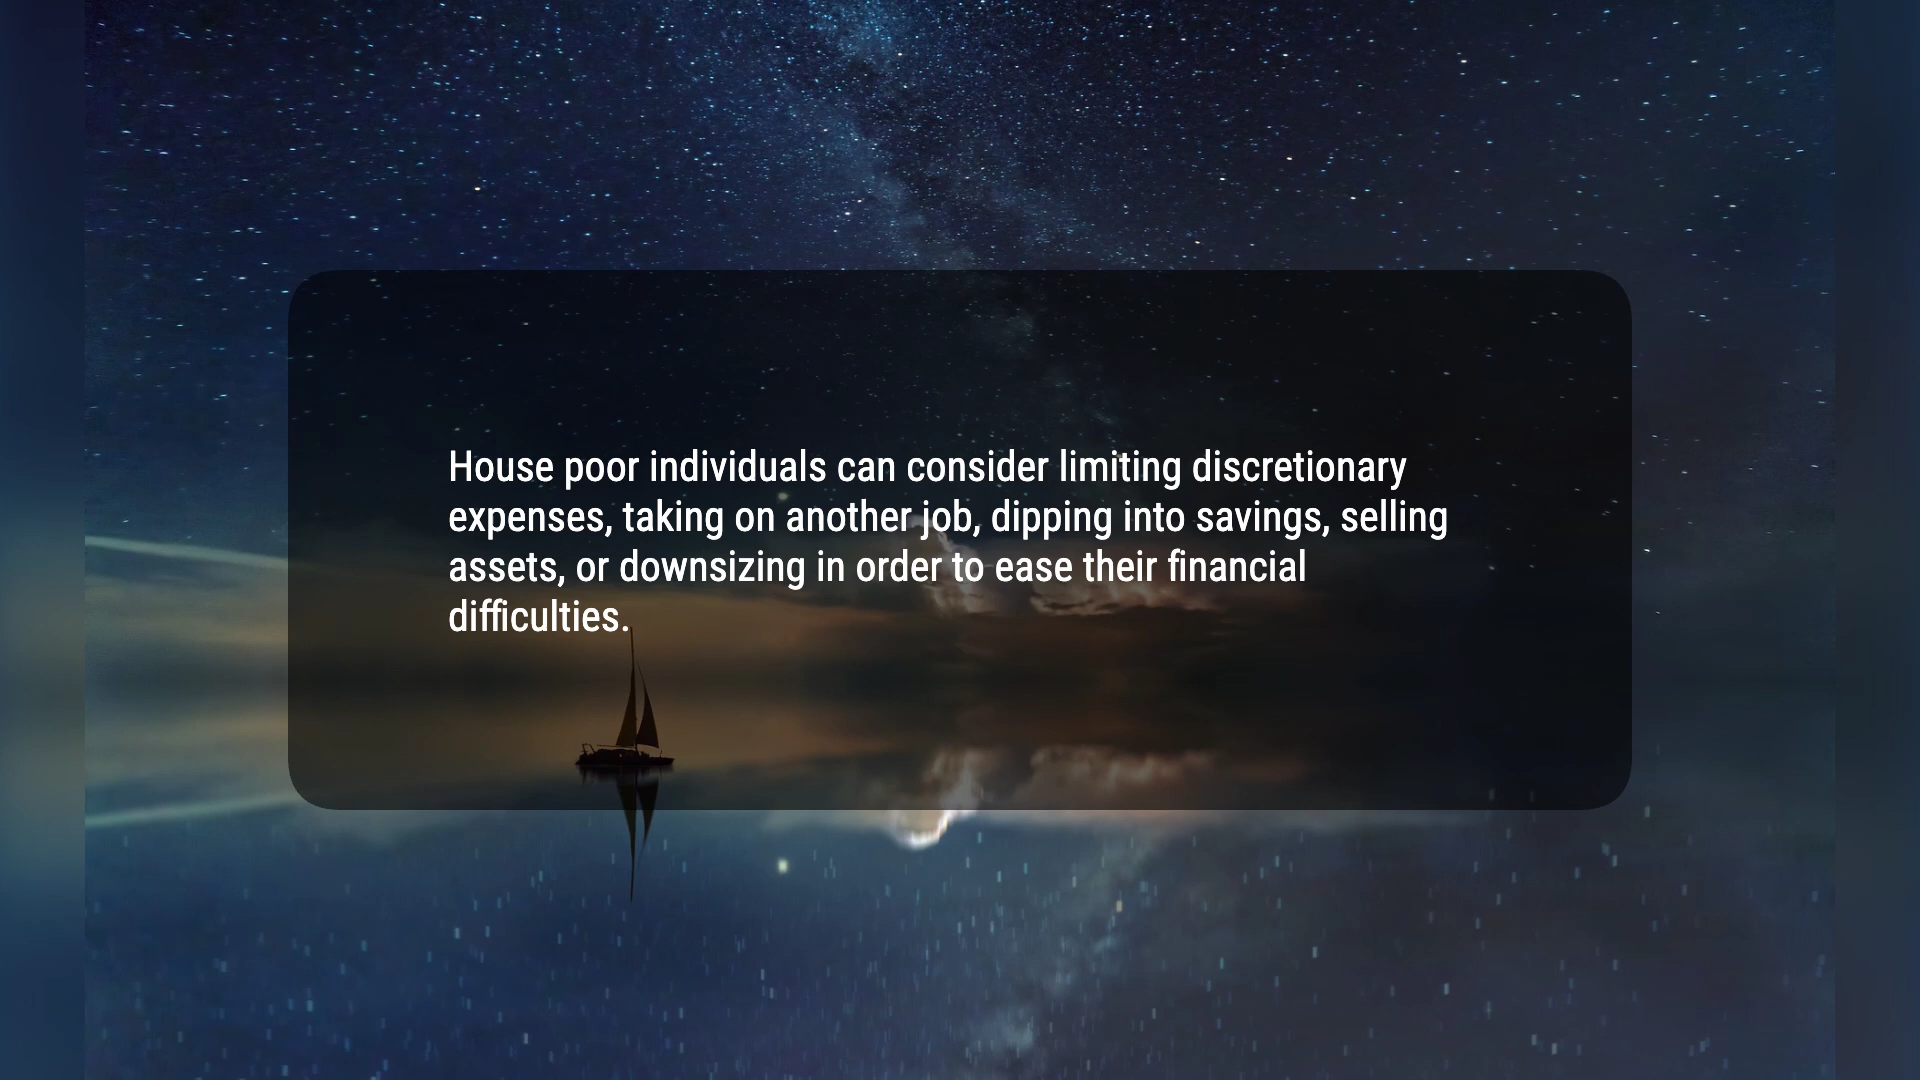 House poor individuals can consider limiting discretionary
expenses, taking on another job, dipping into savings, selling
assets, or downsizing in order to ease their financial
difficulties.